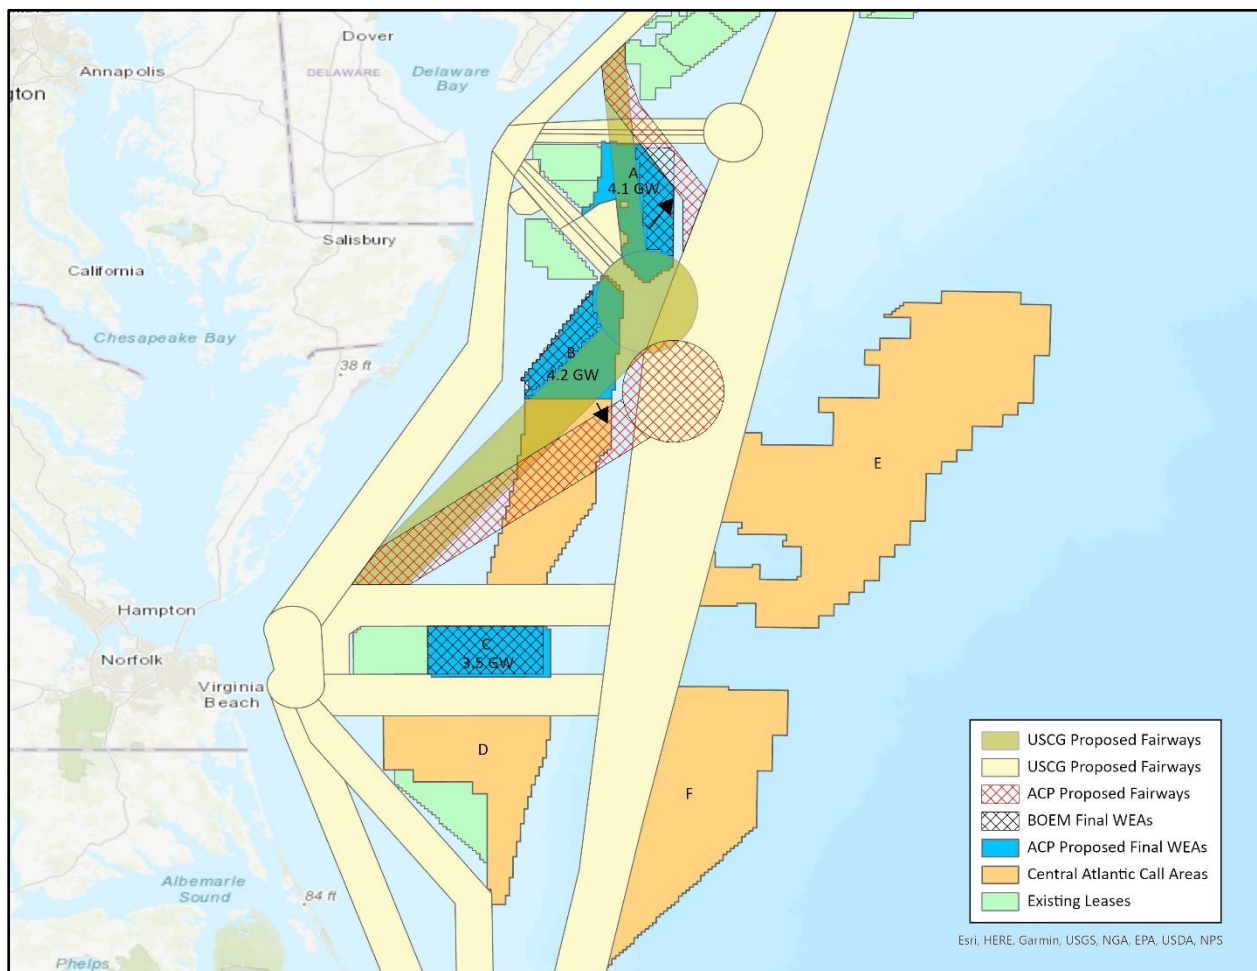 Dover
Annapolis
DELAWARE
Delaware
Bay
gton
A
4.1 GW
Salisbury
California
Chesapeake Bay
38 ft
B
4.2 GW
E
Hampton
Norfolk
C
3.5 GW
Virginia
Beach
D
F
USCG Proposed Fairways
USCG Proposed Fairways
ACP Proposed Fairways
BOEM Final WEAs
ACP Proposed Final WEAs
Central Atlantic Call Areas
Existing Leases
Albemarle
Sound
84 ft
Phelps
Esri, HERE, Garmin, USGS, NGA, EPA, USDA, NPS